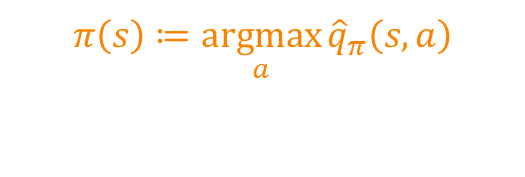 π(s) ≔ argmax q̂π(s, a)
a